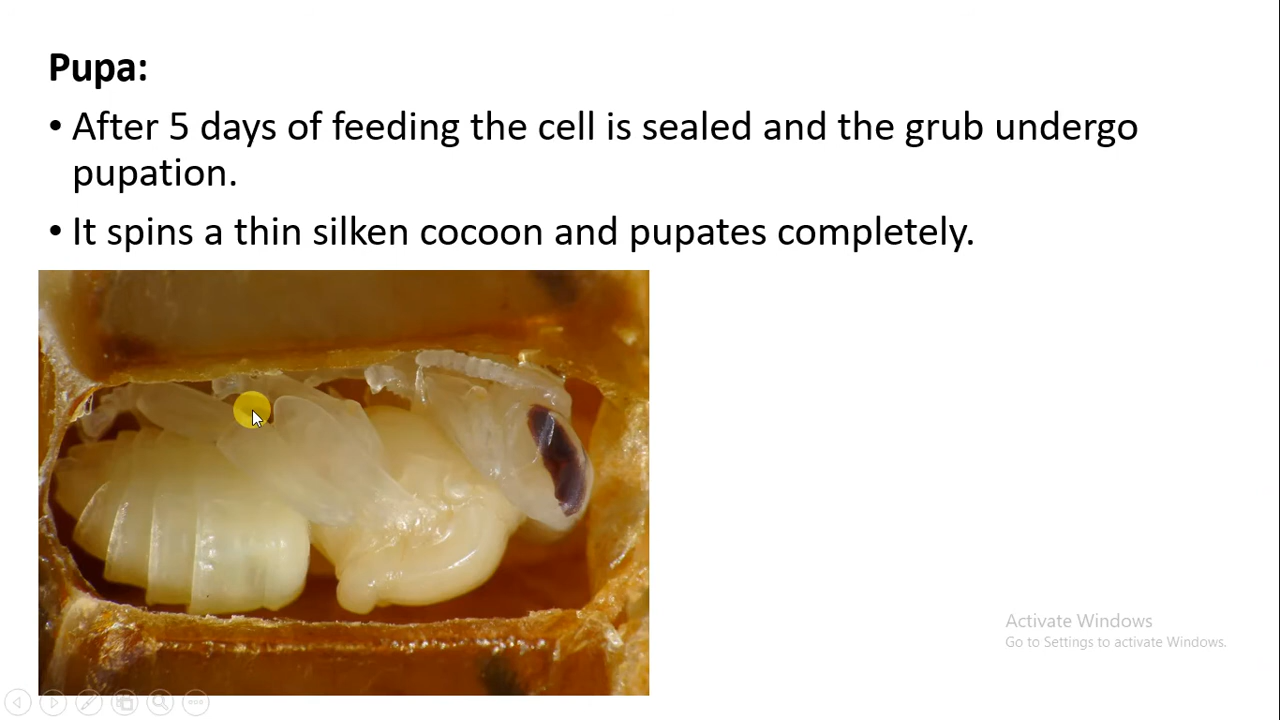 Pupa:
• After 5 days of feeding the cell is sealed and the grub undergo
pupation.
• It spins a thin silken cocoon and pupates completely.
Activate Windows
Go to Settings to activate Windows.